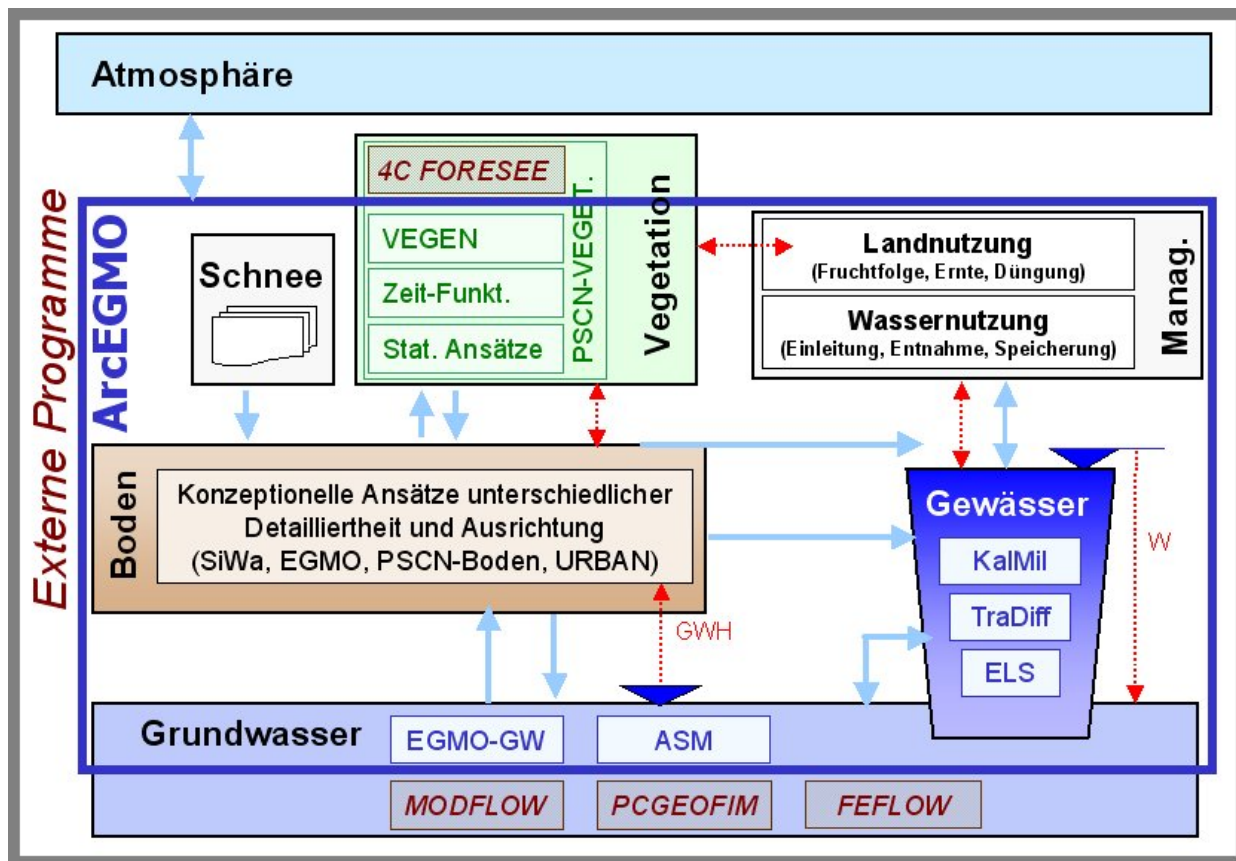 Atmosphäre
Externe Programme
ArcEGMO
4C FORESEE
VEGEN
Zeit-Funkt.
Stat. Ansätze
PSCN-VEGET.
Vegetation
Schnee
Landnutzung
(Fruchtfolge, Ernte, Düngung)
Wassernutzung
(Einleitung, Entnahme, Speicherung)
Manag.
Boden
Konzeptionelle Ansätze unterschiedlicher
Detailliertheit und Ausrichtung
(SiWa, EGMO, PSCN-Boden, URBAN)
Gewässer
KalMil
TraDiff
ELS
W
GWH
Grundwasser
EGMO-GW
ASM
MODFLOW
PCGEOFIM
FEFLOW